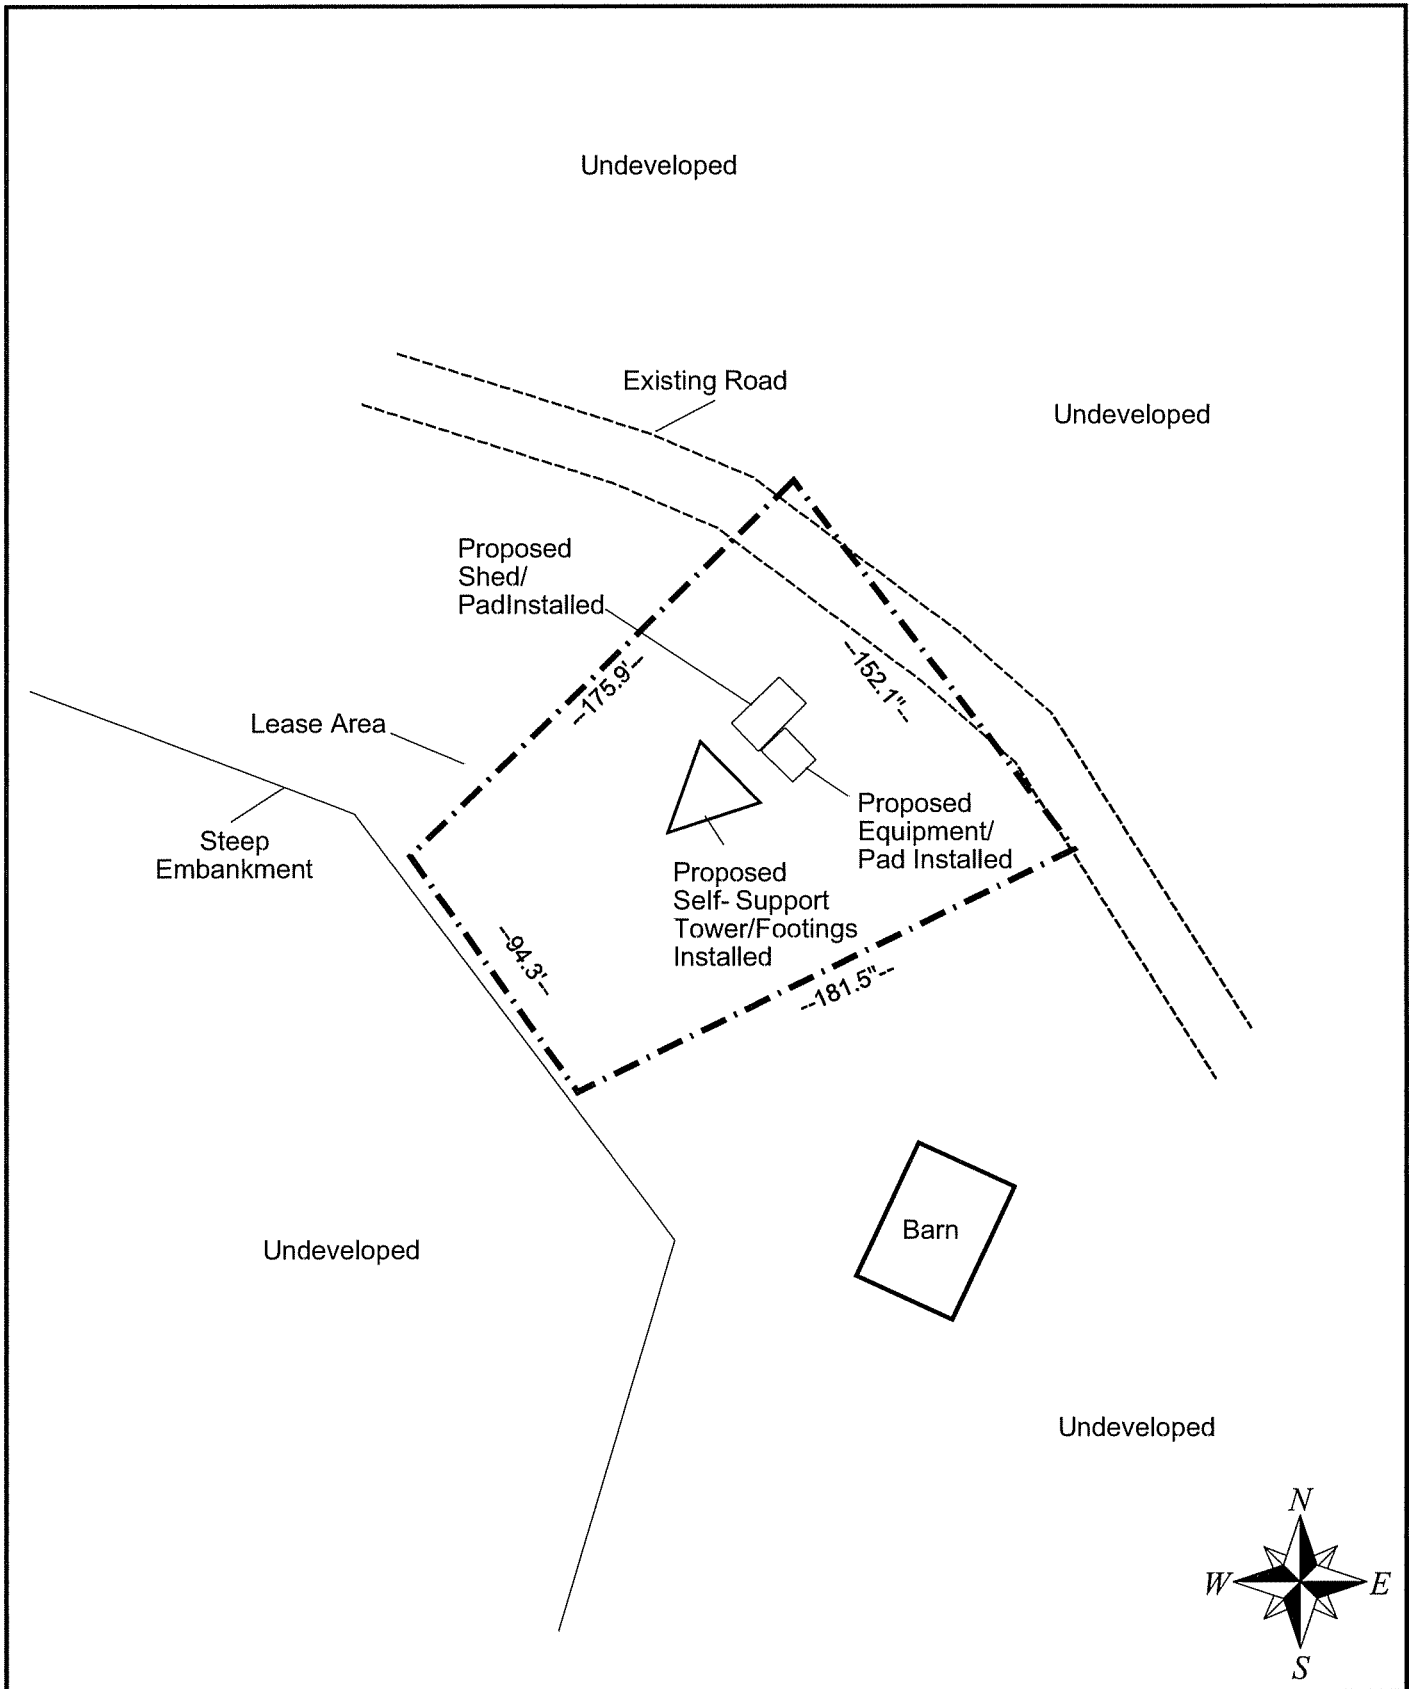 Undeveloped
Existing Road
Undeveloped
Proposed
Shed/
PadInstalled
--175.9'--
--152.1"--
Lease Area
Steep
Embankment
Proposed
Equipment/
Pad Installed
Proposed
Self- Support
Tower/Footings
Installed
--94.3'--
--181.5"--
Barn
Undeveloped
Undeveloped
N
W
E
S